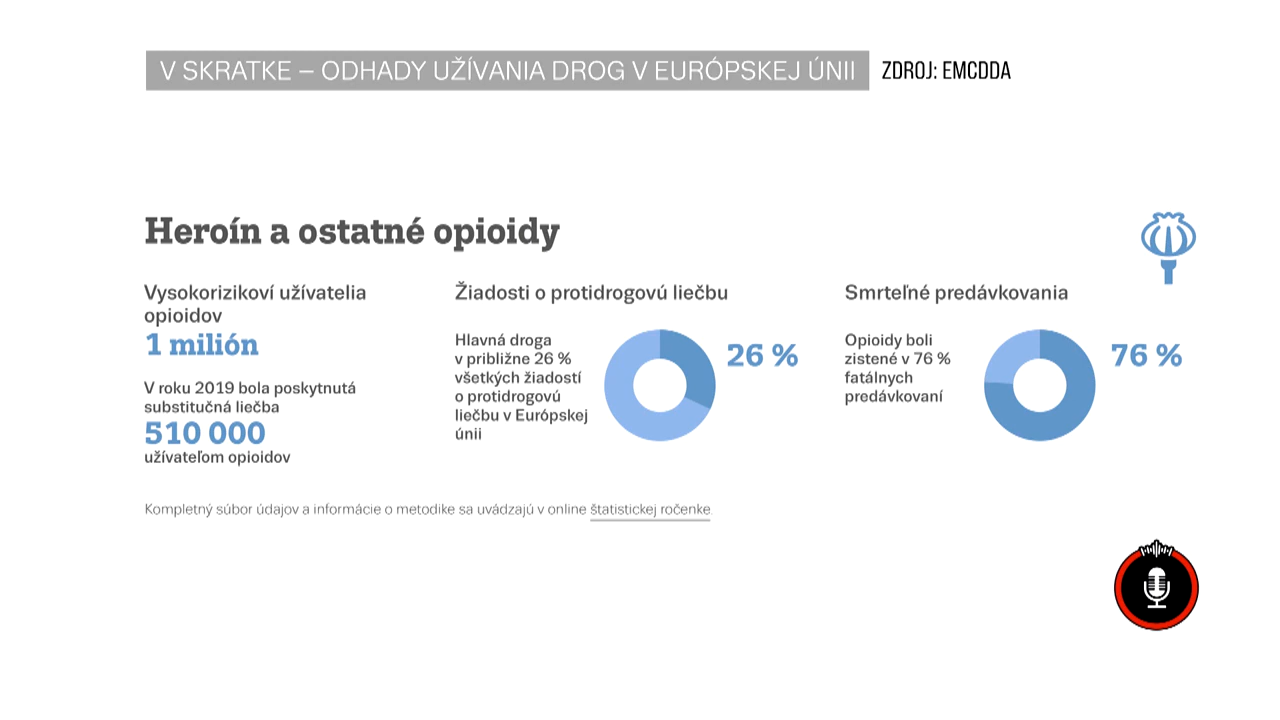 V SKRATKE – ODHADY UŽÍVANIA DROG V EURÓPSKEJ ÚNII ZDROJ: EMCDDA
Heroín a ostatné opioidy
Vysokorizikoví užívatelia
opioidov
1 milión
V roku 2019 bola poskytnutá
substitučná liečba
510 000
užívateľom opioidov
Žiadosti o protidrogovú liečbu
Hlavná droga
v približne 26 %
všetkých žiadostí
o protidrogovú
liečbu v Európskej
únii
26 %
Smrteľné predávkovania
Opioidy boli
zistené v 76 %
fatálnych
predávkovaní
76 %
Kompletný súbor údajov a informácie o metodike sa uvádzajú v online štatistickej ročenke.